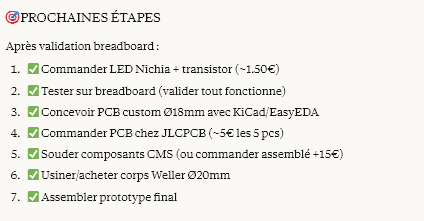 🎯PROCHAINES ÉTAPES
Après validation breadboard :
1. ✅ Commander LED Nichia + transistor (~1.50€)
2. ✅ Tester sur breadboard (valider tout fonctionne)
3. ✅ Concevoir PCB custom Ø18mm avec KiCad/EasyEDA
4. ✅ Commander PCB chez JLCPCB (~5€ les 5 pcs)
5. ✅ Souder composants CMS (ou commander assemblé +15€)
6. ✅ Usiner/acheter corps Weller Ø20mm
7. ✅ Assembler prototype final